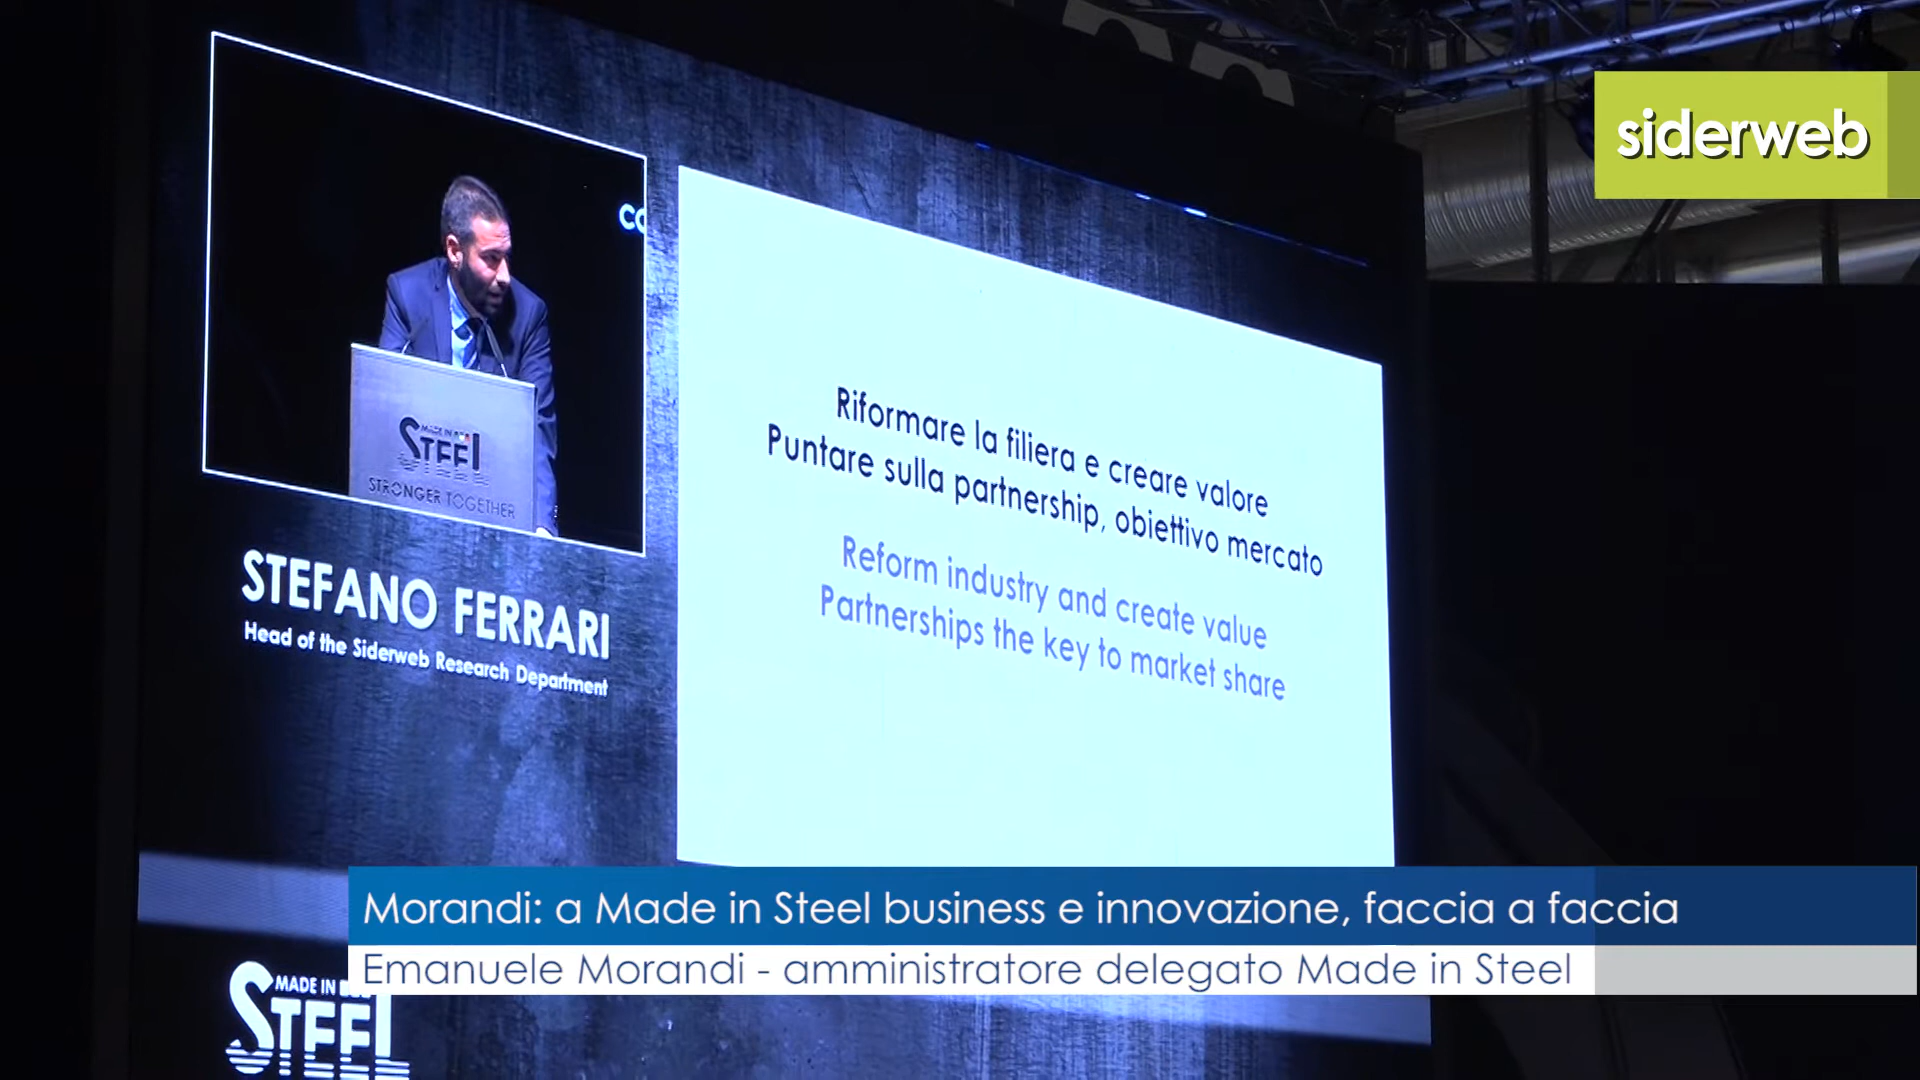 siderweb
MADE IN
STEEL
STRONGER TOGETHER
STEFANO FERRARI
Head of the Siderweb Research Department
Riformare la filiera e creare valore
Puntare sulla partnership, obiettivo mercato
Reform industry and create value
Partnerships the key to market share
Morandi: a Made in Steel business e innovazione, faccia a faccia
Emanuele Morandi - amministratore delegato Made in Steel
MADE IN
STEEL